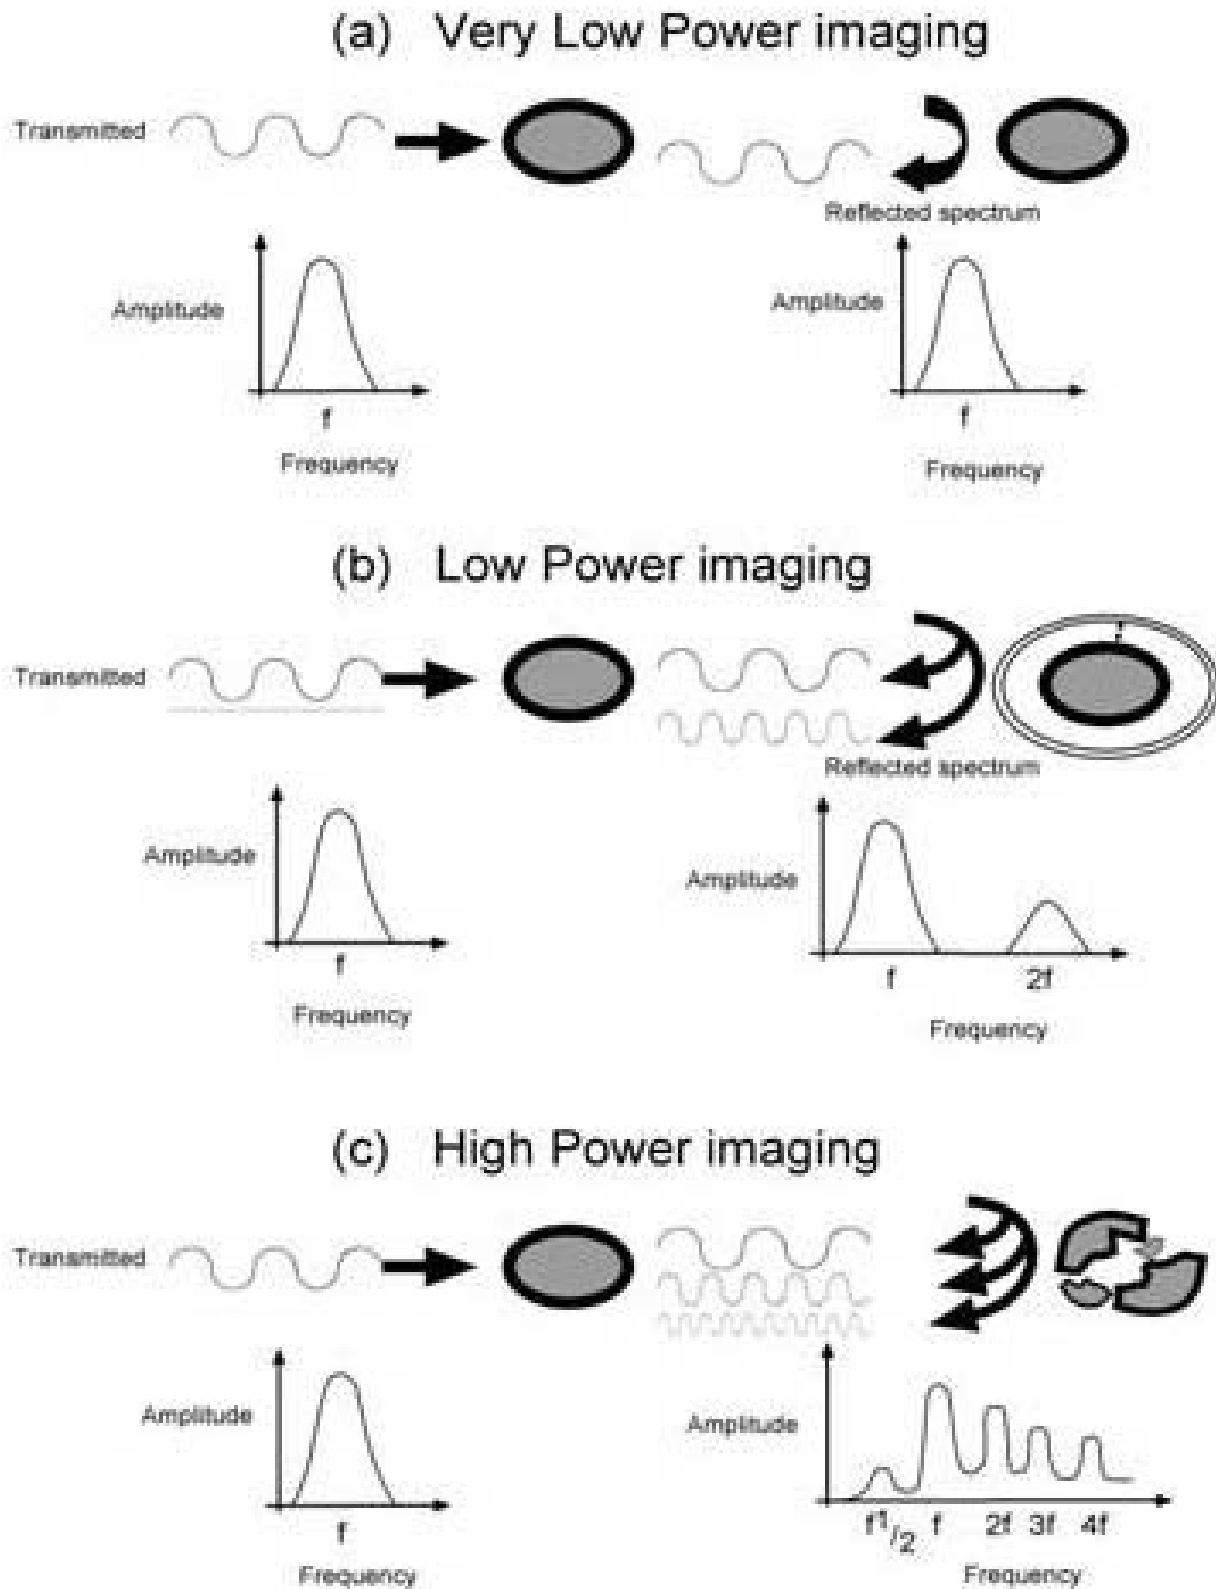 (a) Very Low Power imaging
Transmitted
Reflected spectrum
Amplitude
Amplitude
f
f
Frequency
Frequency
(b) Low Power imaging
Transmitted
Reflected spectrum
Amplitude
Amplitude
f
f
2f
Frequency
Frequency
(c) High Power imaging
Transmitted
Amplitude
Amplitude
f
f1/2 f 2f 3f 4f
Frequency
Frequency